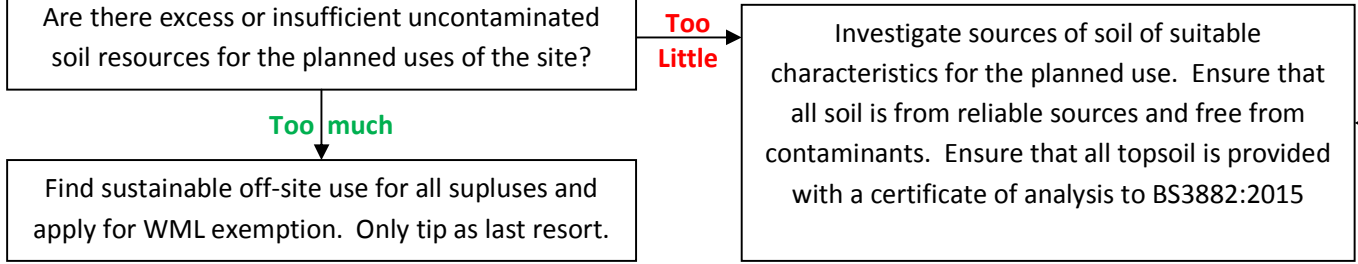 Are there excess or insufficient uncontaminated
soil resources for the planned uses of the site?
Too
Little
Investigate sources of soil of suitable
characteristics for the planned use.  Ensure that
all soil is from reliable sources and free from
contaminants.  Ensure that all topsoil is provided
with a certificate of analysis to BS3882:2015
Too much
Find sustainable off-site use for all supluses and
apply for WML exemption.  Only tip as last resort.